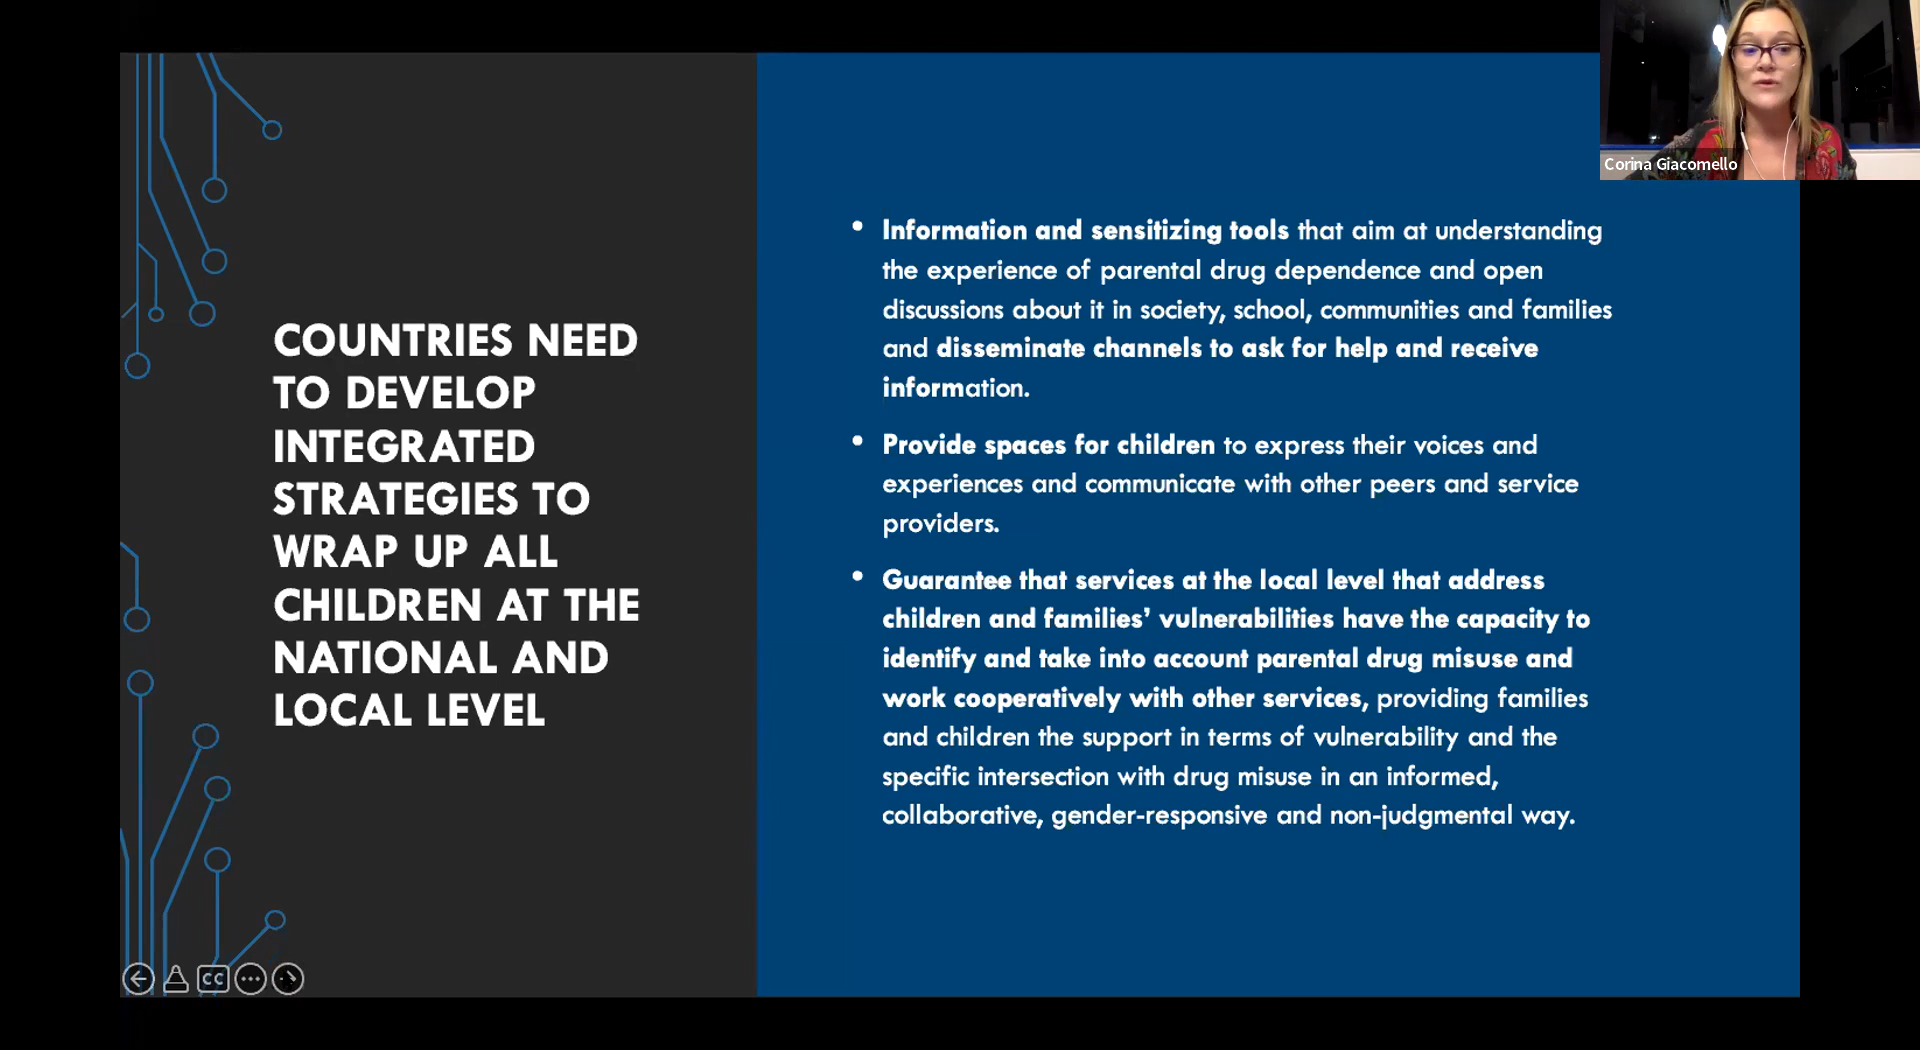 Corina Giacomello
COUNTRIES NEED
TO DEVELOP
INTEGRATED
STRATEGIES TO
WRAP UP ALL
CHILDREN AT THE
NATIONAL AND
LOCAL LEVEL
• Information and sensitizing tools that aim at understanding
the experience of parental drug dependence and open
discussions about it in society, school, communities and families
and disseminate channels to ask for help and receive
information.
• Provide spaces for children to express their voices and
experiences and communicate with other peers and service
providers.
• Guarantee that services at the local level that address
children and families’ vulnerabilities have the capacity to
identify and take into account parental drug misuse and
work cooperatively with other services, providing families
and children the support in terms of vulnerability and the
specific intersection with drug misuse in an informed,
collaborative, gender-responsive and non-judgmental way.
CC